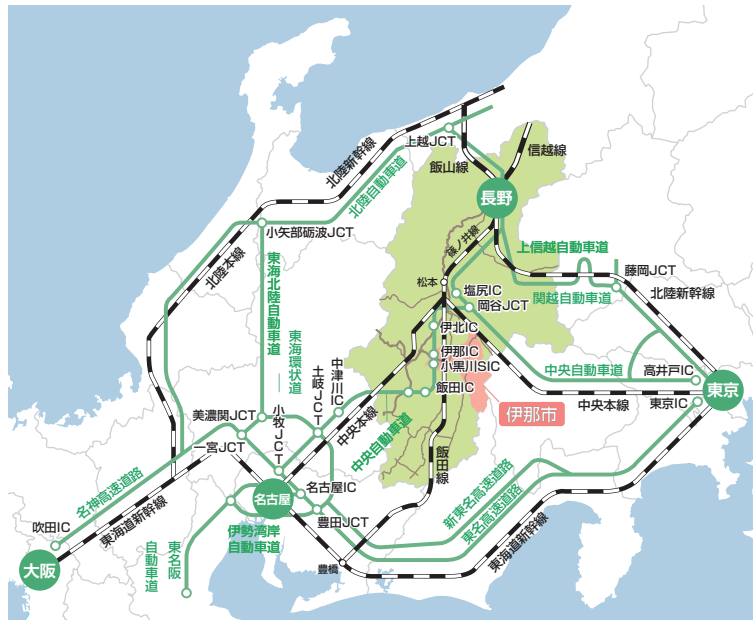 上越JCT
信越線
飯山線
北陸新幹線
北陸自動車道
長野
小矢部砺波JCT
北陸本線
篠ノ井線
上信越自動車道
藤岡JCT
関越自動車道
北陸新幹線
松本
塩尻IC
岡谷JCT
東海北陸自動車道
東海環状道
伊北IC
伊那IC
小黒川SIC
飯田IC
中央自動車道
高井戸IC
東京
東京IC
中央本線
伊那市
中津川IC
土岐JCT
小牧JCT
美濃関JCT
一宮JCT
中央本線
中央自動車道
飯田線
名神高速道路
名古屋IC
名古屋
豊田JCT
新東名高速道路
東名高速道路
東海道新幹線
吹田IC
東海道新幹線
伊勢湾岸
自動車道
東名阪
自動車道
大阪
豊橋